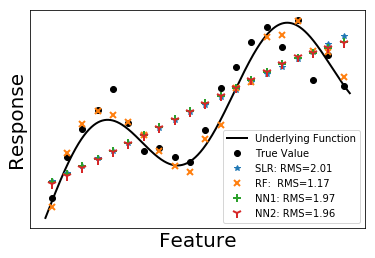 Response
Underlying Function
True Value
SLR: RMS=2.01
RF: RMS=1.17
NN1: RMS=1.97
NN2: RMS=1.96
Feature